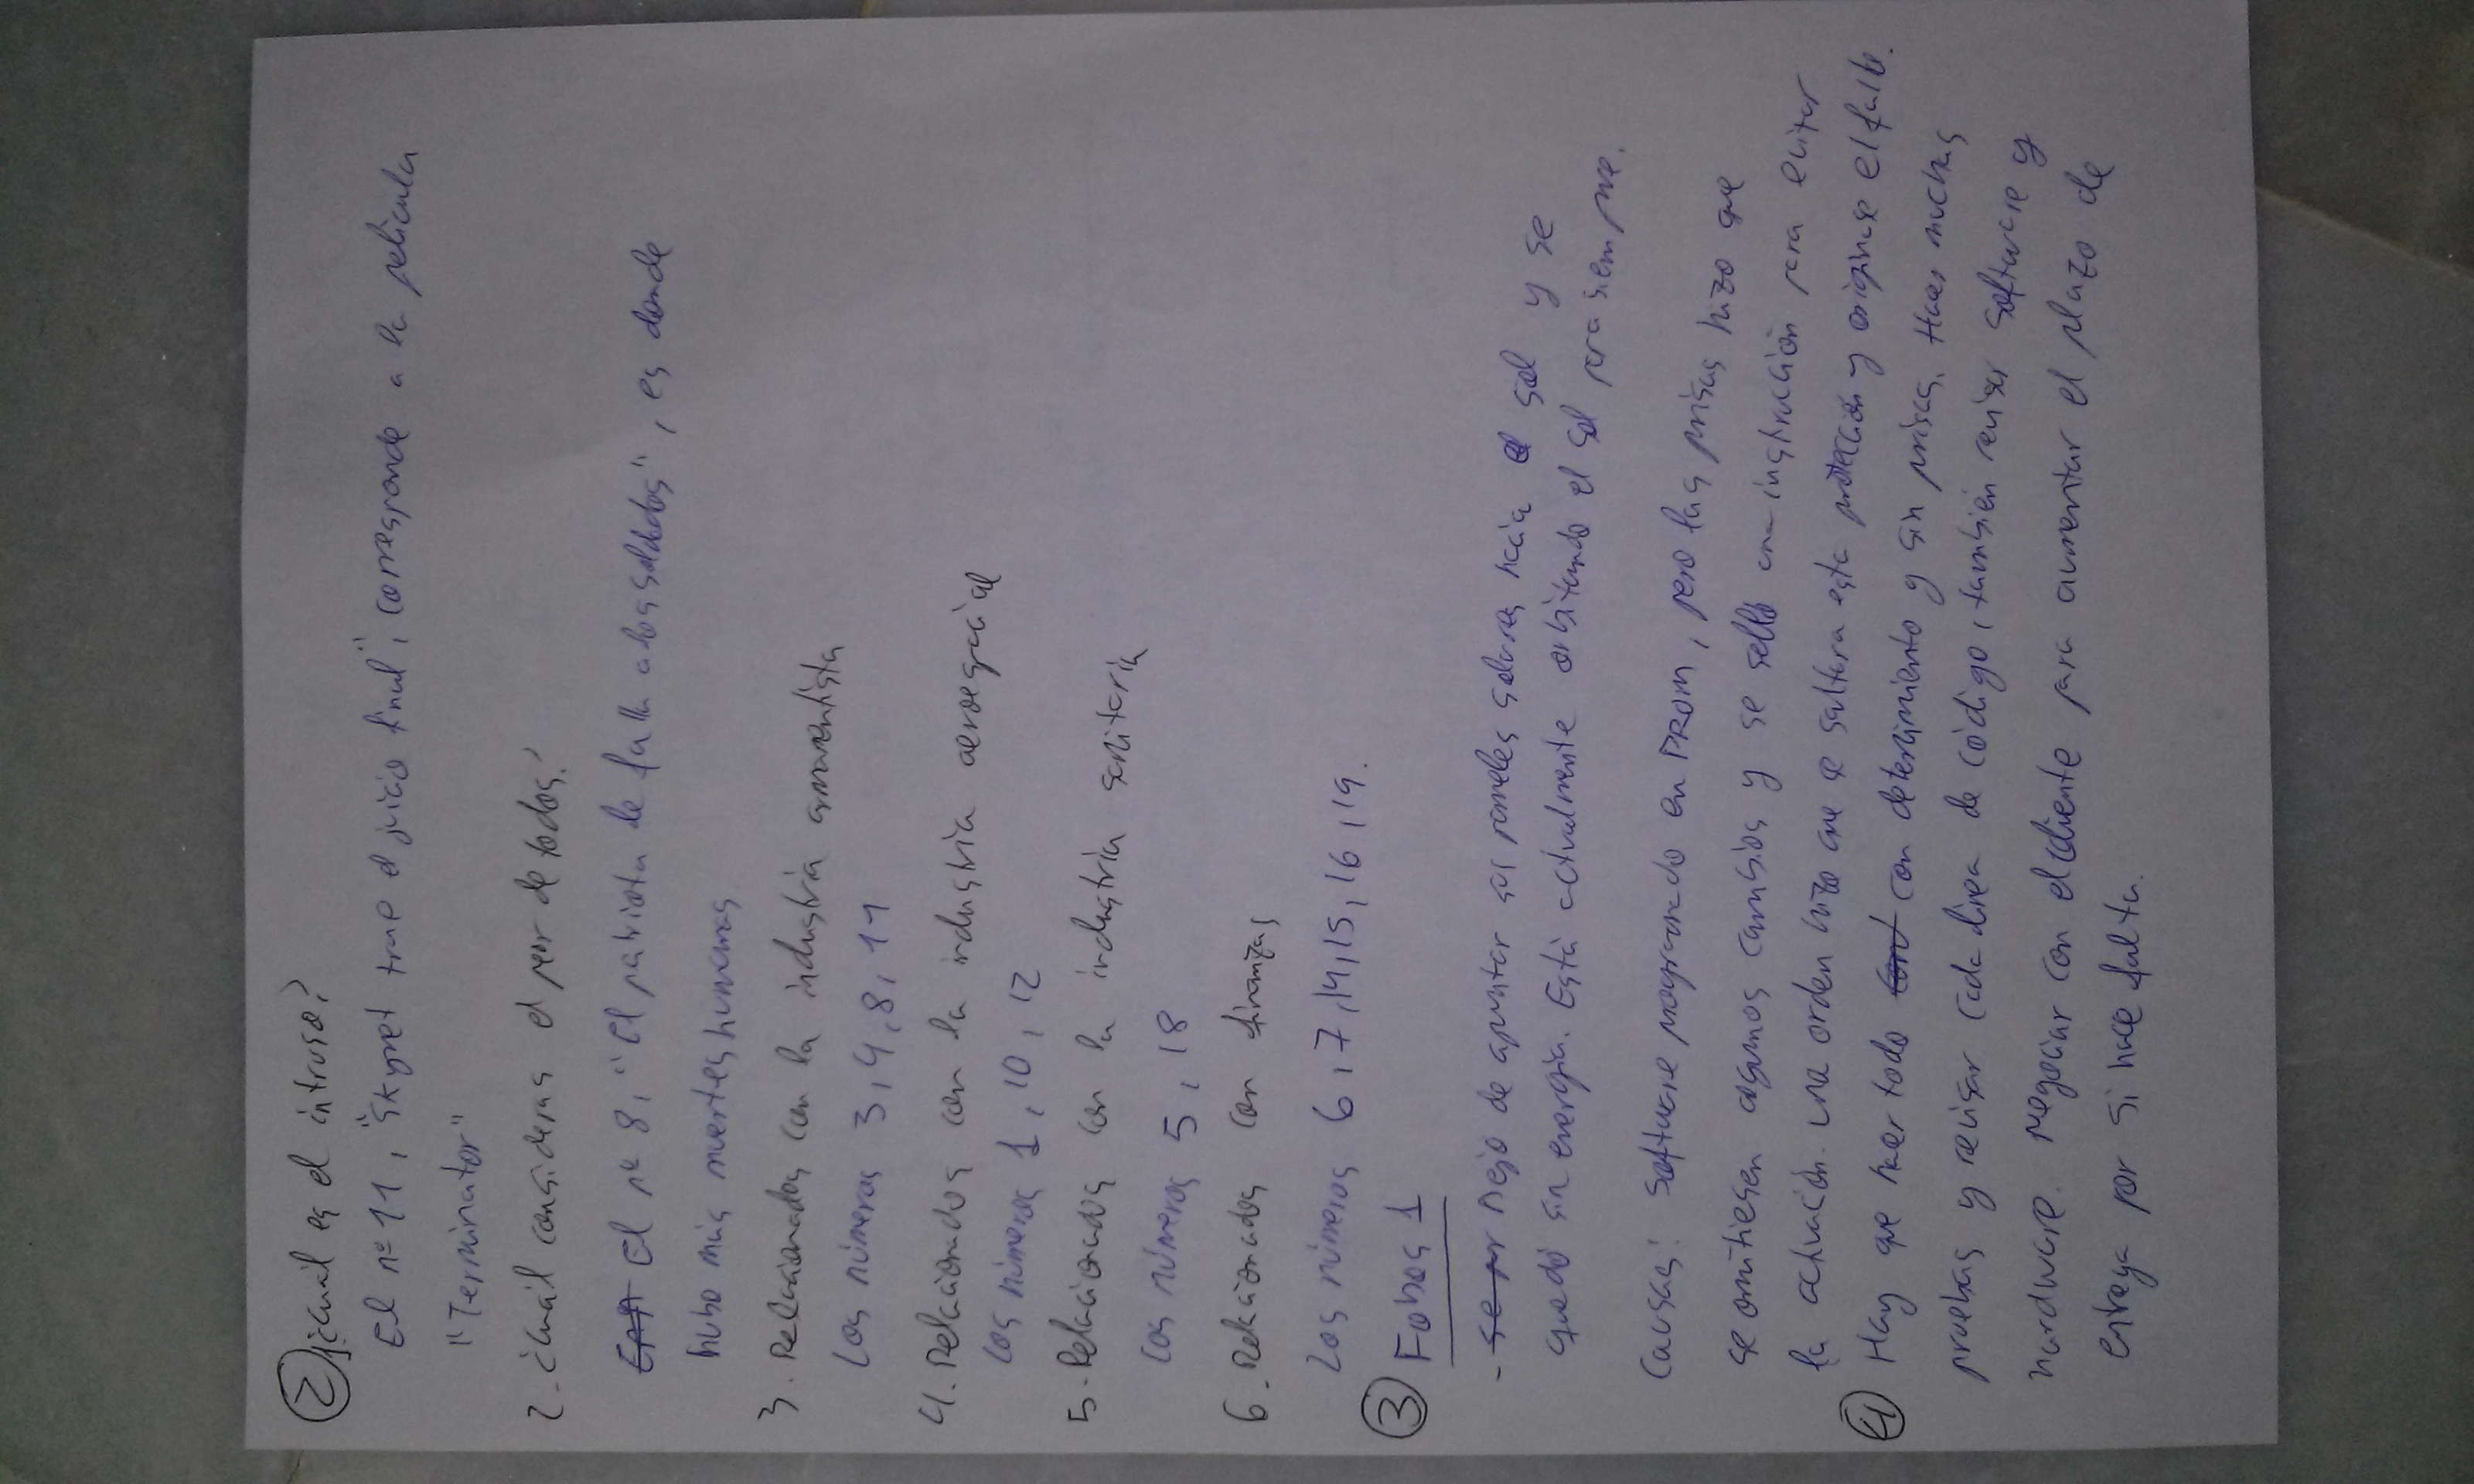 ② 1. ¿Cuál es el intruso?
El nº 11, "Skynet trae el juicio final", corresponde a la película
"Terminator"
2. ¿Cuál consideras el peor de todos?
El nº 8, "El patriota le falla a los soldados", es donde
hubo más muertes humanas
3. Relacionados con la industria armamentista
Los números 3, 4, 8, 11
4. Relacionados con la industria aeroespacial
Los números 1, 10, 12
5. Relacionados con la industria sanitaria
Los números 5, 18
6. Relacionados con finanzas
Los números 6, 7, 14, 15, 16, 19.
③ Fobos 1
- Dejo de apuntar sus paneles solares hacia el sol y se
quedó sin energía. Está actualmente orbitando el sol para siempre.
Causas: Software programado en PROM, pero las prisas hizo que
se omitiesen algunos cambios y se selló una instrucción para evitar
la activación. Una orden hizo que se saltara esta protección y originase el fallo.
④ Hay que hacer todo con detenimiento y sin prisas. Hacer muchas
pruebas y revisar cada línea de código, también revisar software y
hardware. Negociar con el cliente para aumentar el plazo de
entrega por si hace falta.